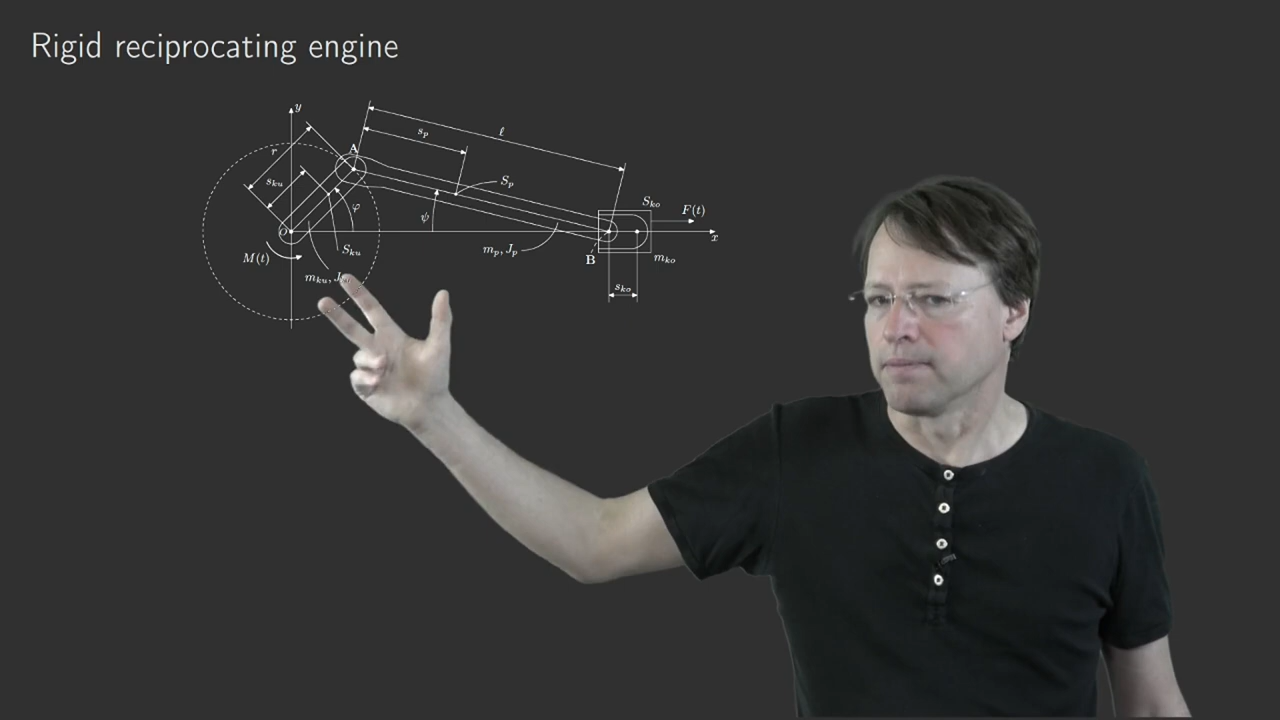 Rigid reciprocating engine
y
r
A
s_p
ℓ
s_ku
S_p
φ
ψ
S_ko
F(t)
O
x
M(t)
S_ku
m_p, J_p
B
m_ko
m_ku,
s_ko